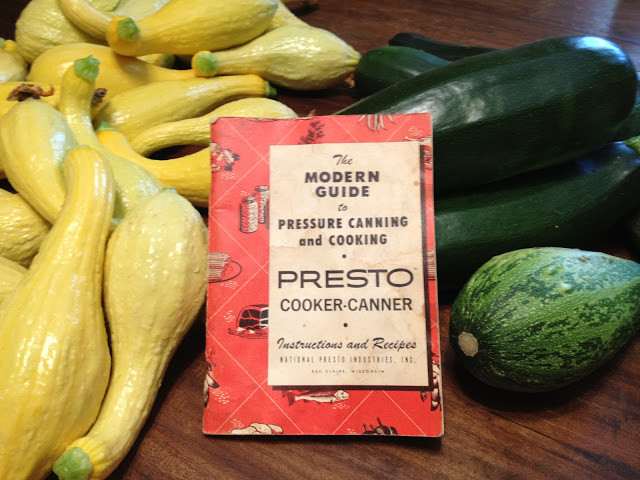 The
MODERN
GUIDE
to
PRESSURE CANNING
and COOKING
•
PRESTO
COOKER-CANNER
•
Instructions and Recipes
NATIONAL PRESTO INDUSTRIES, INC.
EAU CLAIRE, WISCONSIN